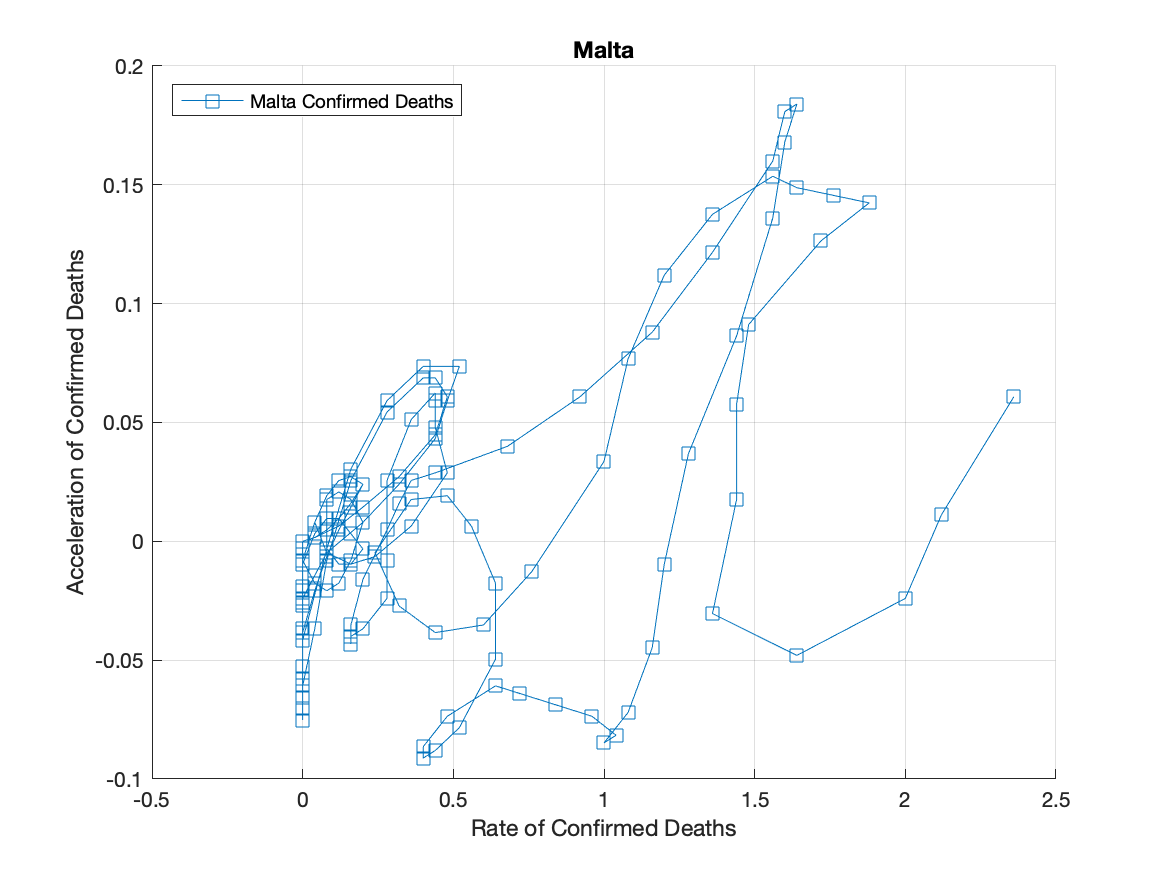 Malta
0.2
Malta Confirmed Deaths
0.15
0.1
0.05
0
-0.05
-0.1
Acceleration of Confirmed Deaths
-0.5 0 0.5 1 1.5 2 2.5
Rate of Confirmed Deaths